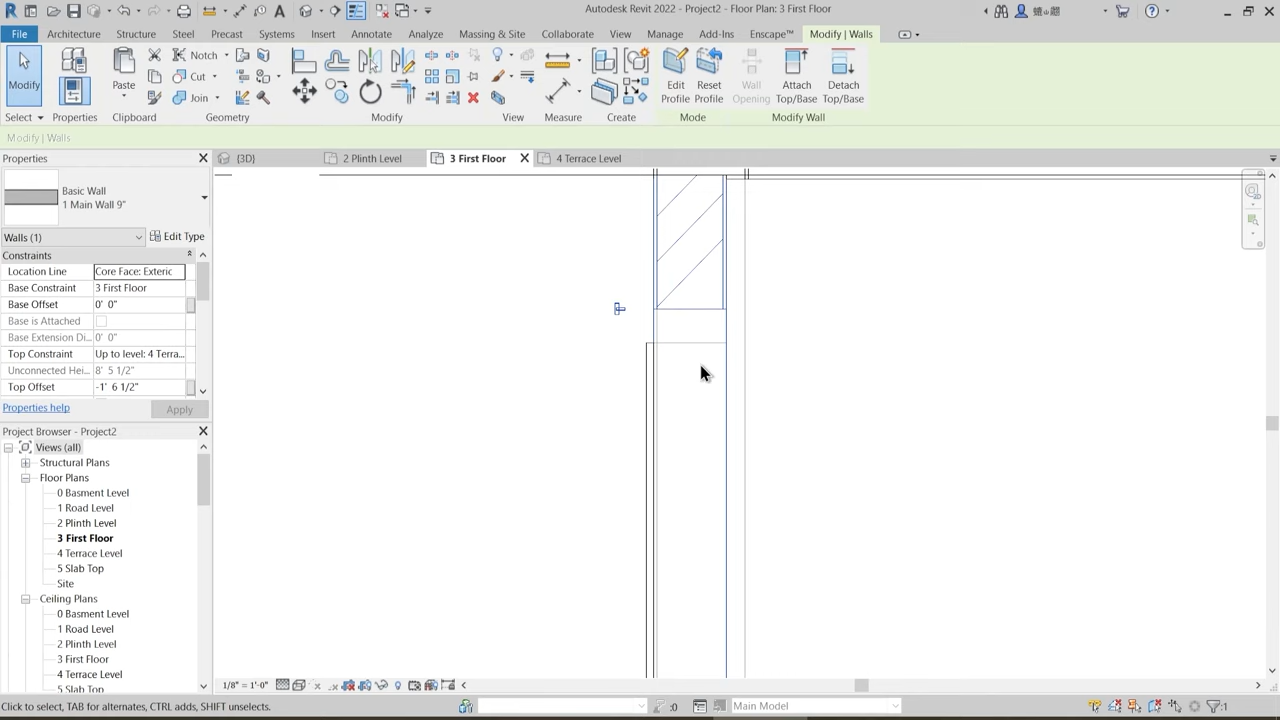 Autodesk Revit 2022 - Project2 - Floor Plan: 3 First Floor
File Architecture Structure Steel Precast Systems Insert Annotate Analyze Massing & Site Collaborate View Manage Add-Ins Enscape™ Modify | Walls
Modify
Paste
Notch
Cut
Join
Edit Profile
Reset Profile
Wall Opening
Attach Top/Base
Detach Top/Base
Select Properties Clipboard Geometry Modify View Measure Create Mode Modify Wall
Modify | Walls
Properties
{3D} 2 Plinth Level 3 First Floor 4 Terrace Level
Basic Wall
1 Main Wall 9"
Walls (1) Edit Type
Constraints
Location Line Core Face: Exteric
Base Constraint 3 First Floor
Base Offset 0' 0"
Base is Attached
Base Extension Di... 0' 0"
Top Constraint Up to level: 4 Terra...
Unconnected Hei... 8' 5 1/2"
Top Offset -1' 6 1/2"
Properties help Apply
Project Browser - Project2
Views (all)
Structural Plans
Floor Plans
0 Basment Level
1 Road Level
2 Plinth Level
3 First Floor
4 Terrace Level
5 Slab Top
Site
Ceiling Plans
0 Basment Level
1 Road Level
2 Plinth Level
3 First Floor
4 Terrace Level
5 Slab Top
1/8" = 1'-0"
Click to select, TAB for alternates, CTRL adds, SHIFT unselects. :0 Main Model :1